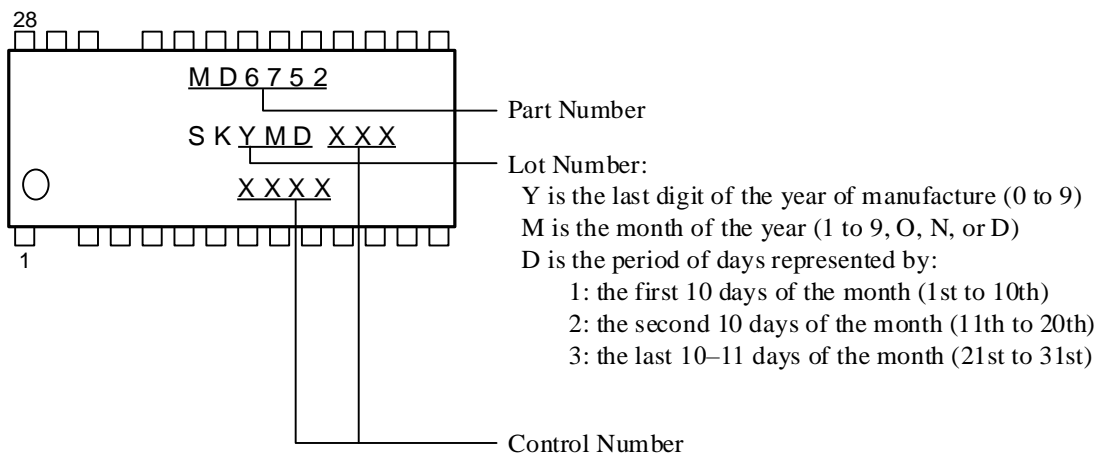 28
MD6752
Part Number
SKYMD XXX
Lot Number:
XXXX
Y is the last digit of the year of manufacture (0 to 9)
M is the month of the year (1 to 9, O, N, or D)
1
D is the period of days represented by:
1: the first 10 days of the month (1st to 10th)
2: the second 10 days of the month (11th to 20th)
3: the last 10–11 days of the month (21st to 31st)
Control Number